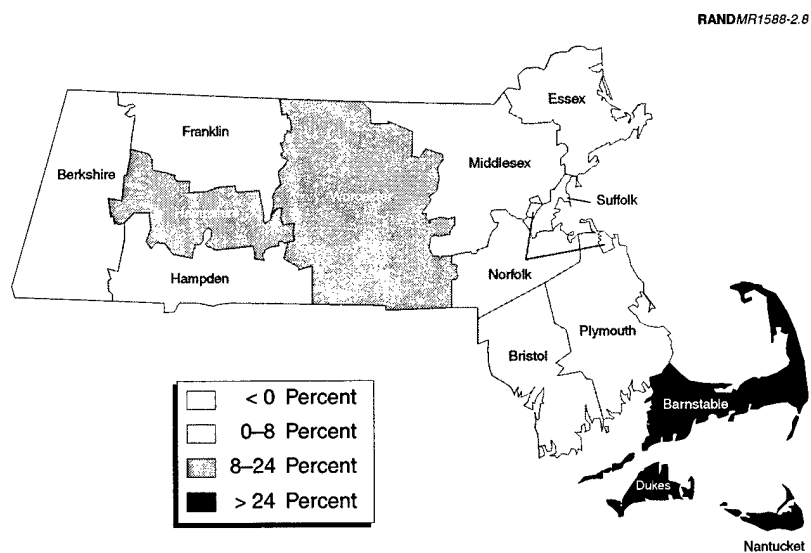 RANDMR1588-2.8
Essex
Franklin
Middlesex
Berkshire
Suffolk
Hampden
Norfolk
Plymouth
Bristol
Barnstable
Dukes
Nantucket
< 0 Percent
0–8 Percent
8–24 Percent
> 24 Percent